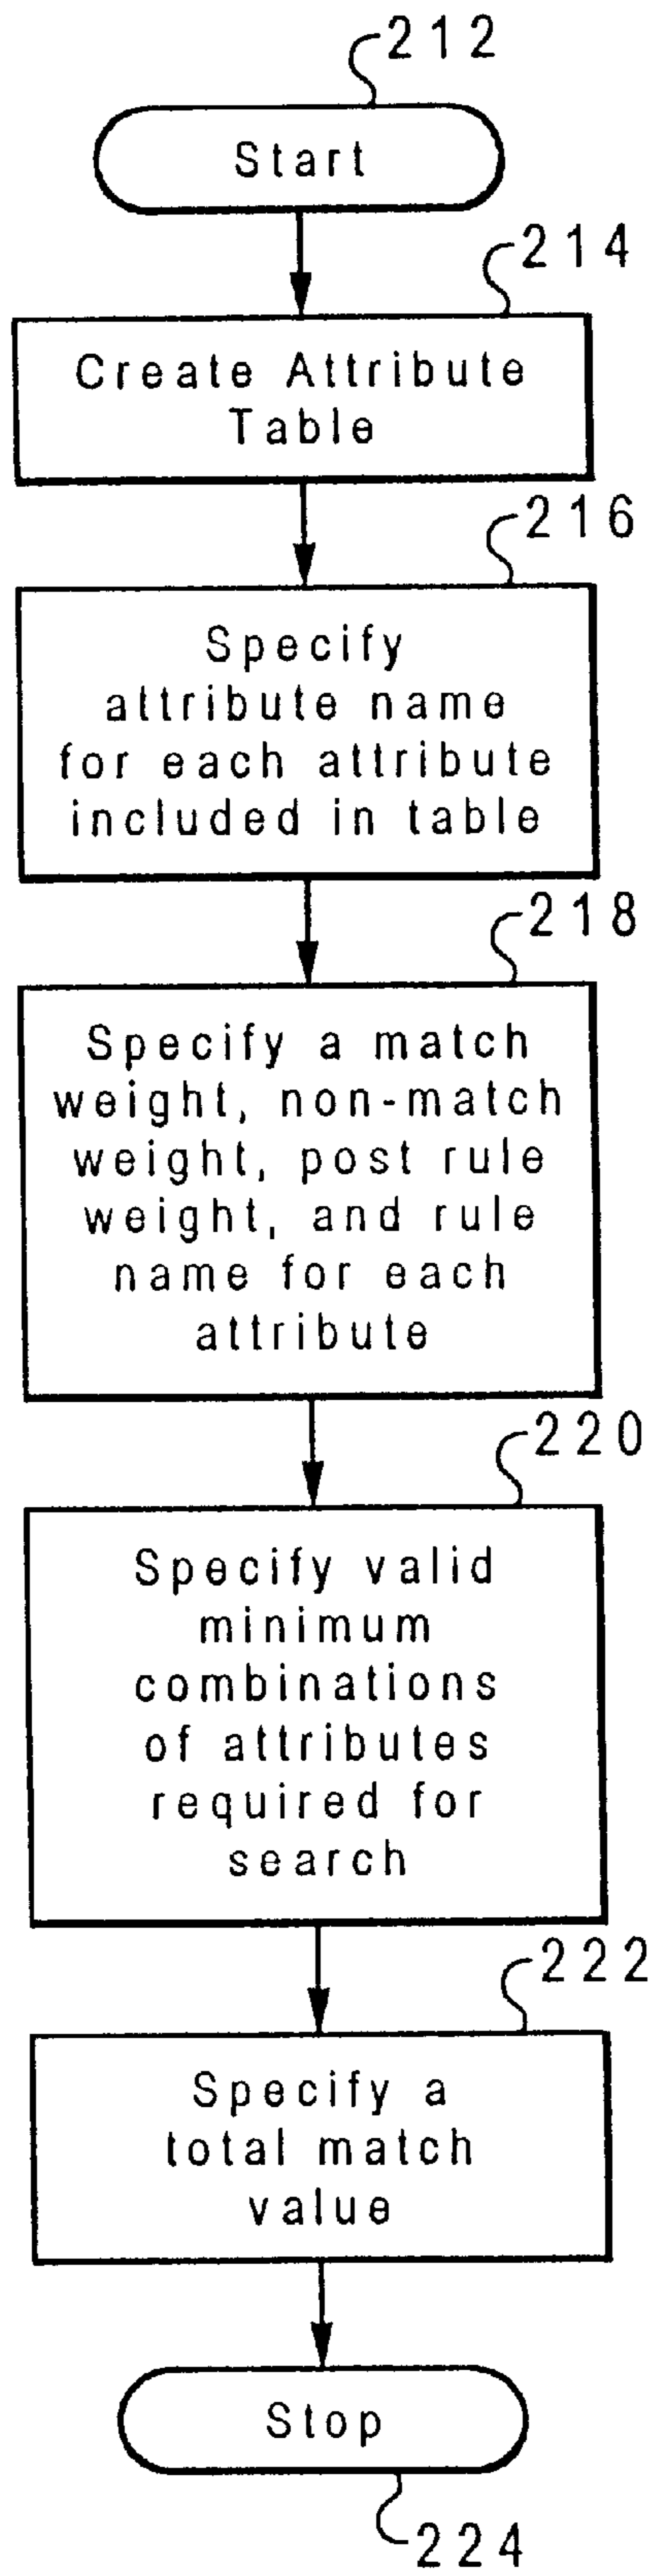 212
Start
214
Create Attribute
Table
216
Specify
attribute name
for each attribute
included in table
218
Specify a match
weight, non-match
weight, post rule
weight, and rule
name for each
attribute
220
Specify valid
minimum
combinations
of attributes
required for
search
222
Specify a
total match
value
Stop
224